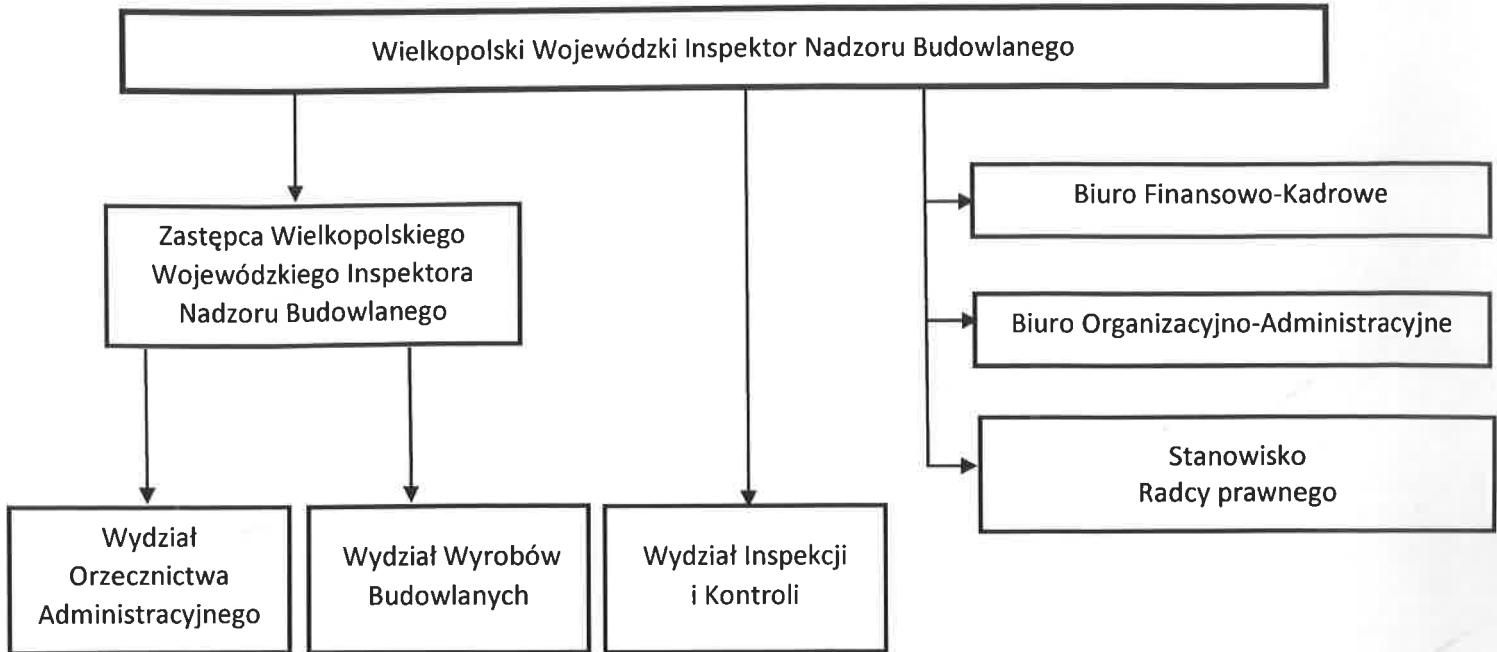 Wielkopolski Wojewódzki Inspektor Nadzoru Budowlanego
Zastępca Wielkopolskiego
Wojewódzkiego Inspektora
Nadzoru Budowlanego
Biuro Finansowo-Kadrowe
Biuro Organizacyjno-Administracyjne
Stanowisko
Radcy prawnego
Wydział
Orzecznictwa
Administracyjnego
Wydział Wyrobów
Budowlanych
Wydział Inspekcji
i Kontroli